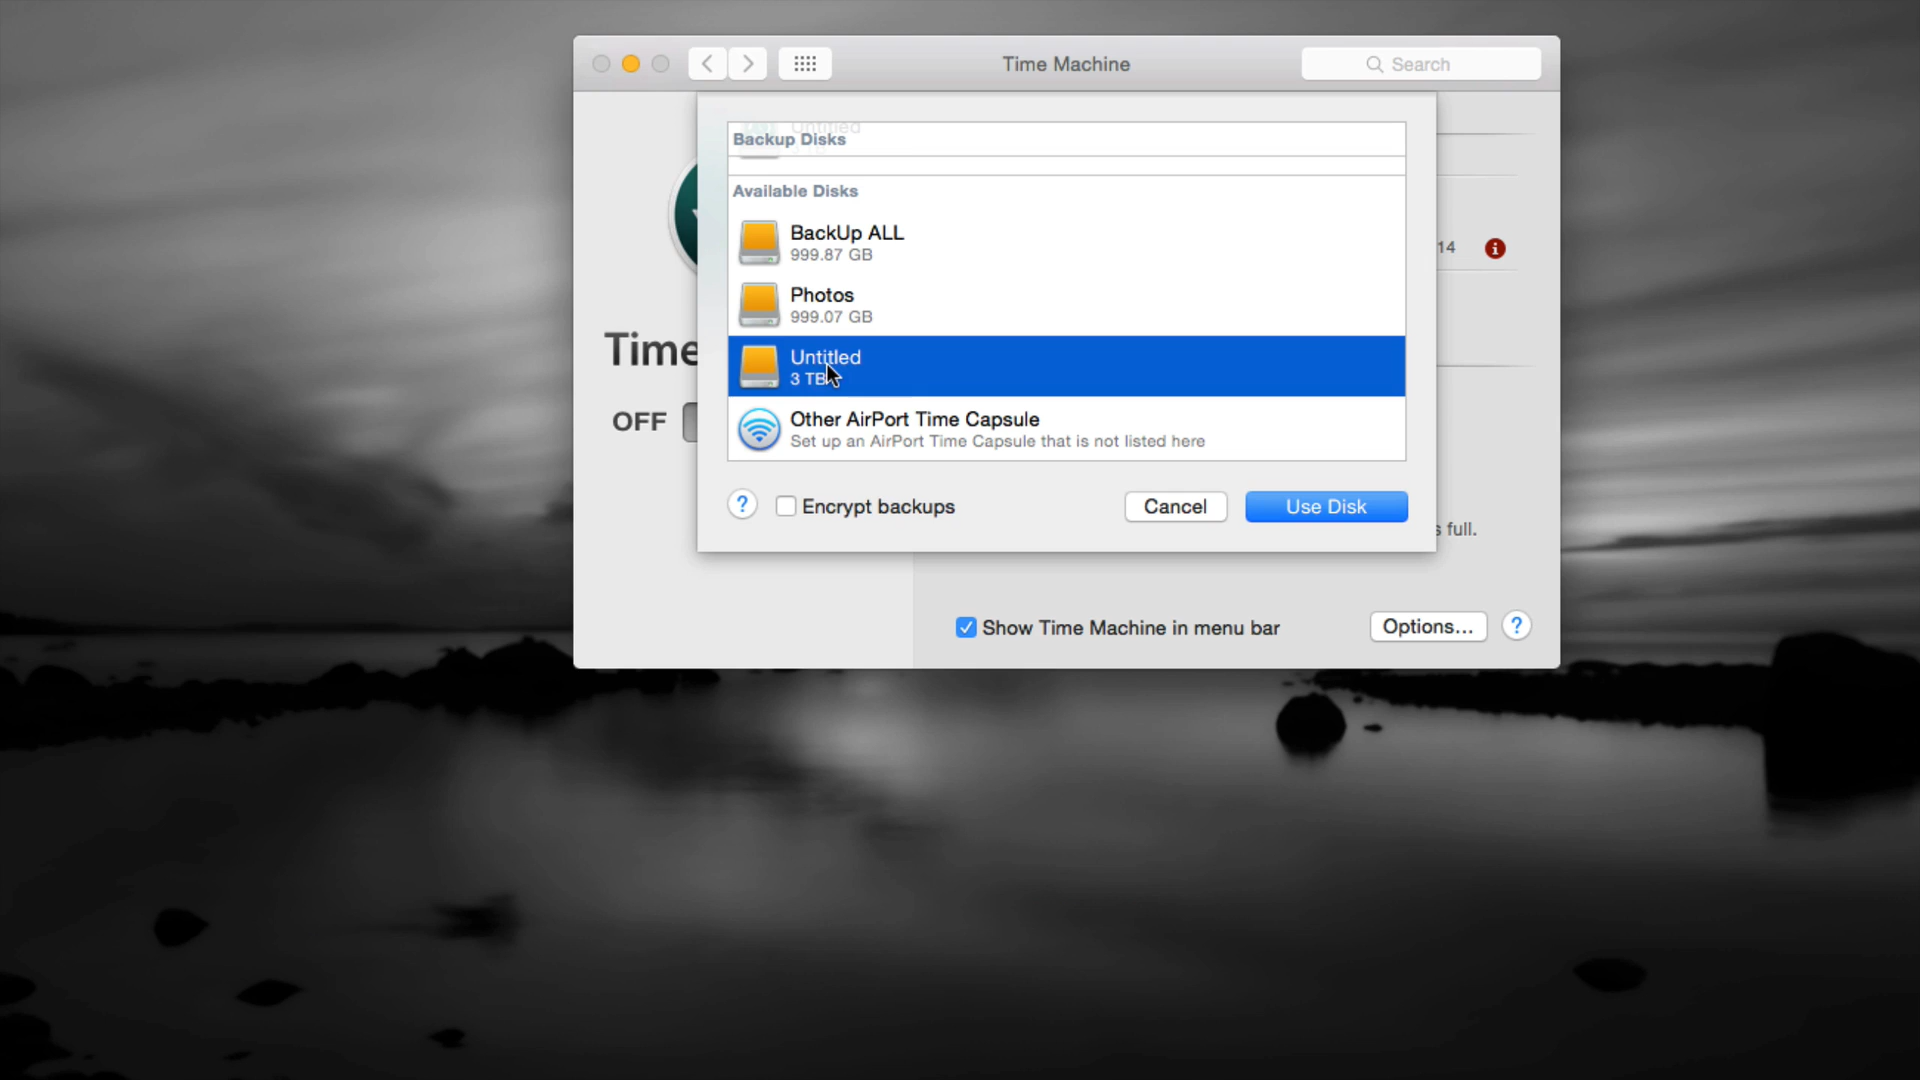 Time Machine
Search
Untitled
Backup Disks
Available Disks
BackUp ALL
999.87 GB
Photos
999.07 GB
Untitled
3 TB
Other AirPort Time Capsule
Set up an AirPort Time Capsule that is not listed here
? Encrypt backups Cancel Use Disk
14 i
Time
OFF
full.
Show Time Machine in menu bar Options... ?